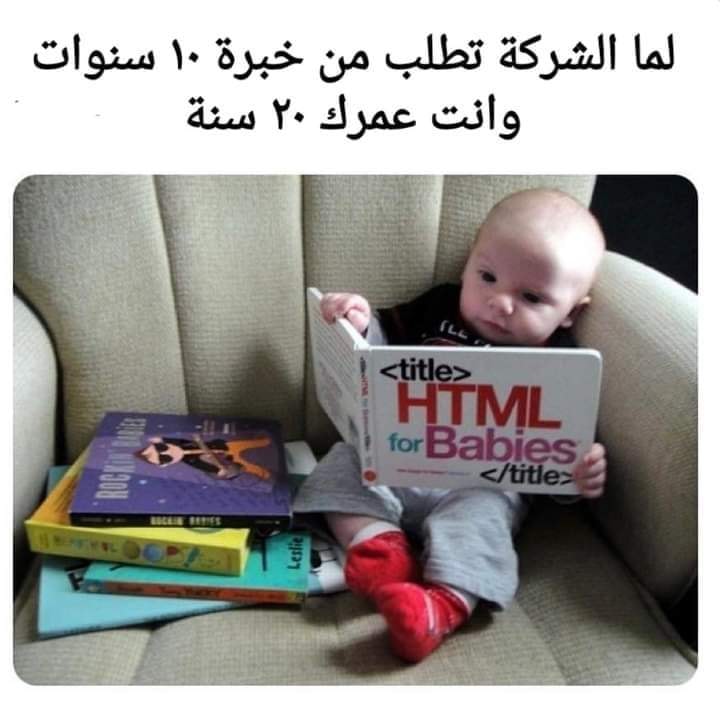 لما الشركة تطلب من خبرة ١٠ سنوات
وانت عمرك ٢٠ سنة
<title>
HTML
for Babies
</title>
ROCKIN' BABIES
ROCKIN' BABIES
Leslie